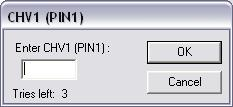 CHV1 (PIN1)
Enter CHV1 (PIN1) :
OK
Cancel
Tries left: 3